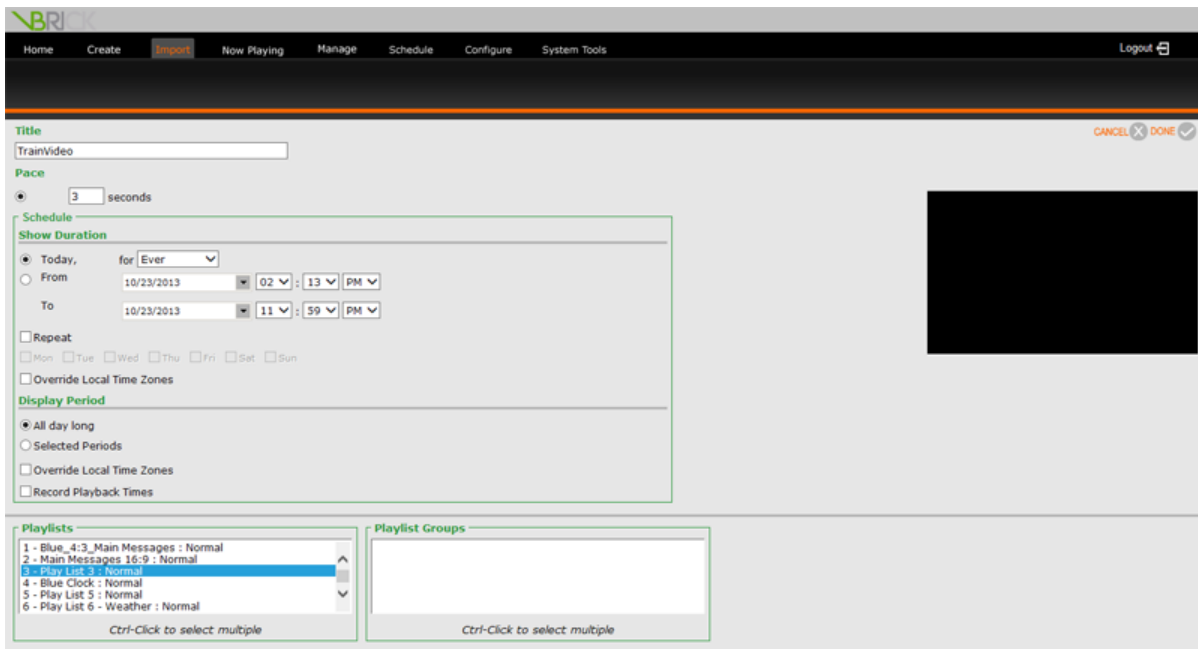 VBRICK
Home Create Import Now Playing Manage Schedule Configure System Tools Logout
Title CANCEL DONE
TrainVideo
Pace
3 seconds
Schedule
Show Duration
Today, for Ever
From 10/23/2013 02 : 13 PM
To 10/23/2013 11 : 59 PM
Repeat
Mon Tue Wed Thu Fri Sat Sun
Override Local Time Zones
Display Period
All day long
Selected Periods
Override Local Time Zones
Record Playback Times
Playlists
1 - Blue_4:3_Main Messages : Normal
2 - Main Messages 16:9 : Normal
3 - Play List 3 : Normal
4 - Blue Clock : Normal
5 - Play List 5 : Normal
6 - Play List 6 - Weather : Normal
Ctrl-Click to select multiple
Playlist Groups
Ctrl-Click to select multiple